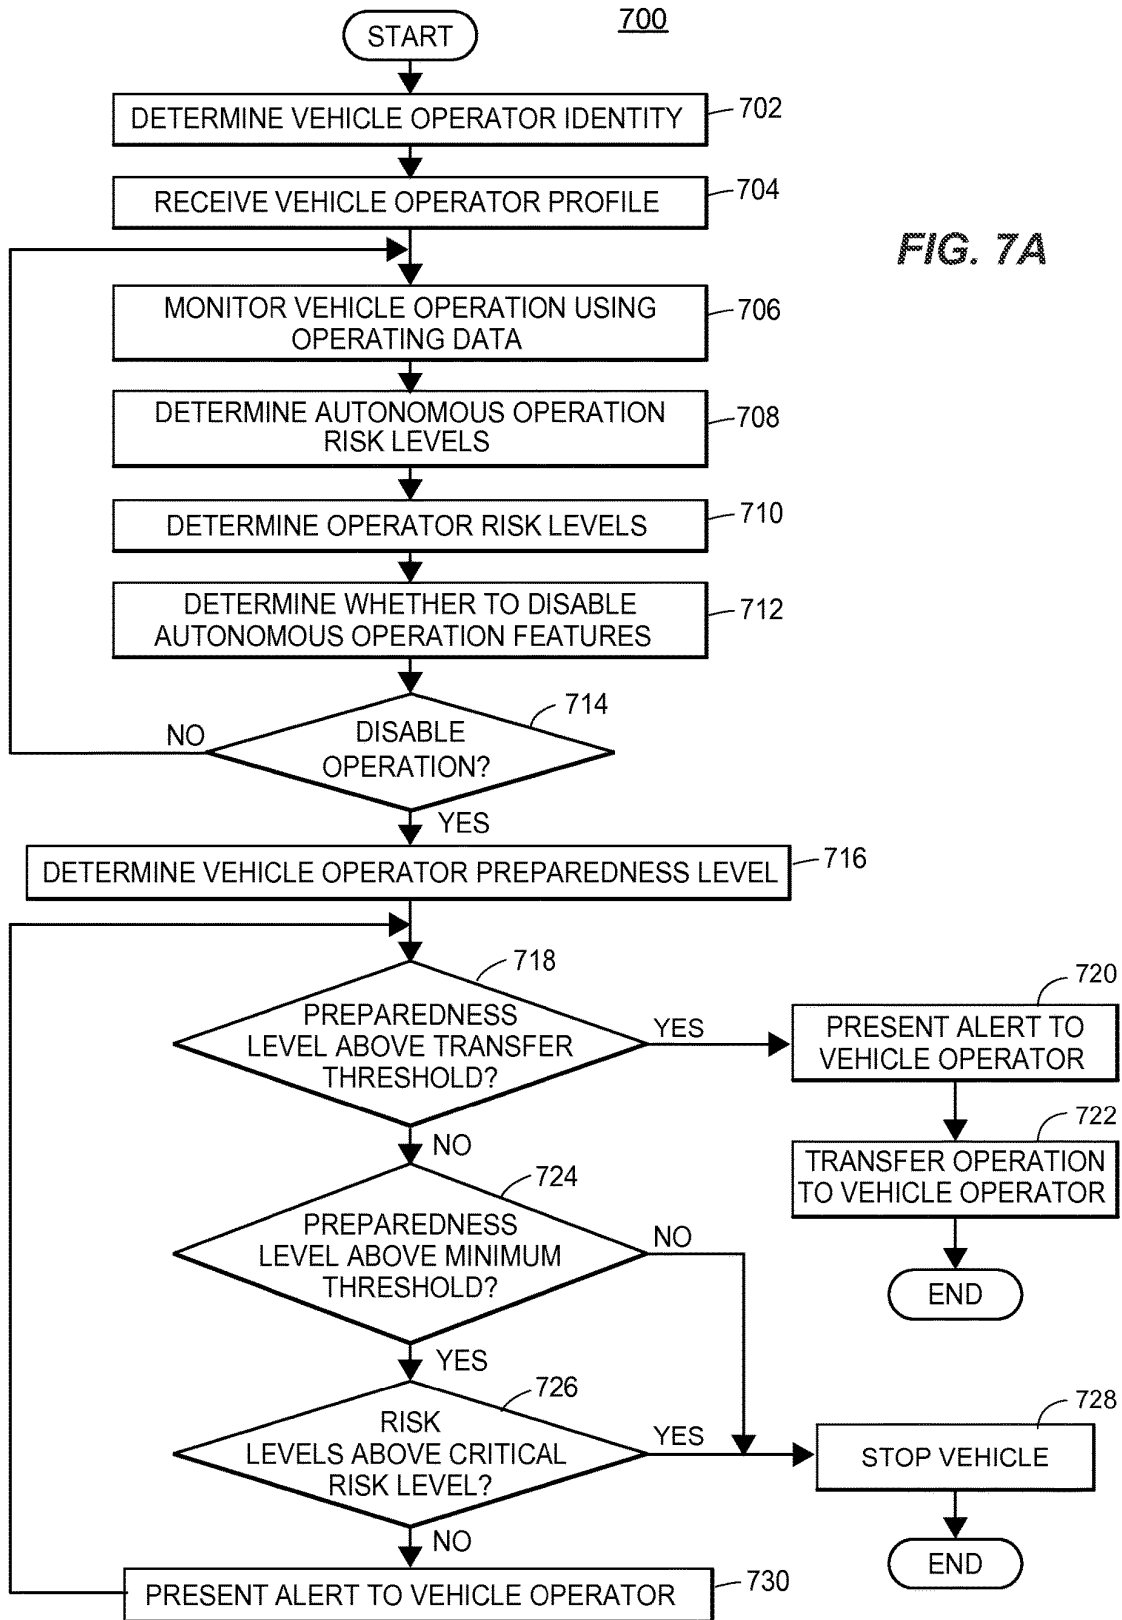 700
START
DETERMINE VEHICLE OPERATOR IDENTITY
702
RECEIVE VEHICLE OPERATOR PROFILE
704
FIG. 7A
MONITOR VEHICLE OPERATION USING
OPERATING DATA
706
DETERMINE AUTONOMOUS OPERATION
RISK LEVELS
708
DETERMINE OPERATOR RISK LEVELS
710
DETERMINE WHETHER TO DISABLE
AUTONOMOUS OPERATION FEATURES
712
DISABLE
OPERATION?
714
NO
YES
DETERMINE VEHICLE OPERATOR PREPAREDNESS LEVEL
716
PREPAREDNESS
LEVEL ABOVE TRANSFER
THRESHOLD?
718
YES
PRESENT ALERT TO
VEHICLE OPERATOR
720
TRANSFER OPERATION
TO VEHICLE OPERATOR
722
END
NO
PREPAREDNESS
LEVEL ABOVE MINIMUM
THRESHOLD?
724
NO
YES
RISK
LEVELS ABOVE CRITICAL
RISK LEVEL?
726
YES
STOP VEHICLE
728
END
NO
PRESENT ALERT TO VEHICLE OPERATOR
730